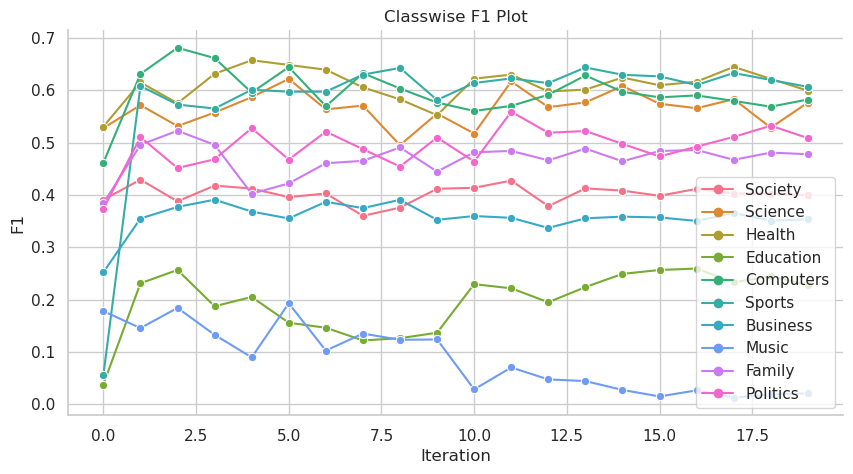 Classwise F1 Plot
0.7
0.6
0.5
0.4
0.3
0.2
0.1
0.0
F1
0.0 2.5 5.0 7.5 10.0 12.5 15.0 17.5
Iteration
Society
Science
Health
Education
Computers
Sports
Business
Music
Family
Politics